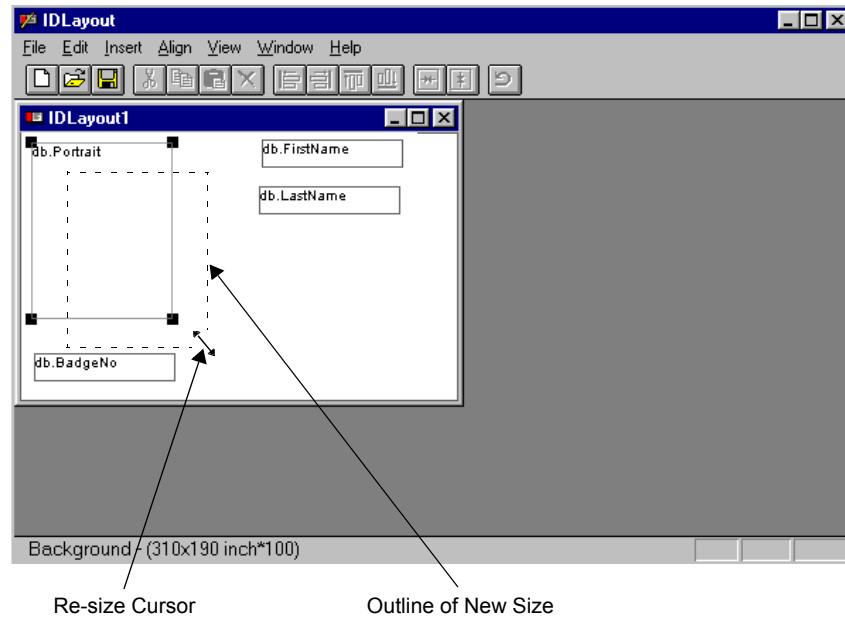 IDLayout
File Edit Insert Align View Window Help
IDLayout1
db.Portrait
db.FirstName
db.LastName
db.BadgeNo
Background - (310x190 inch*100)
Re-size Cursor
Outline of New Size